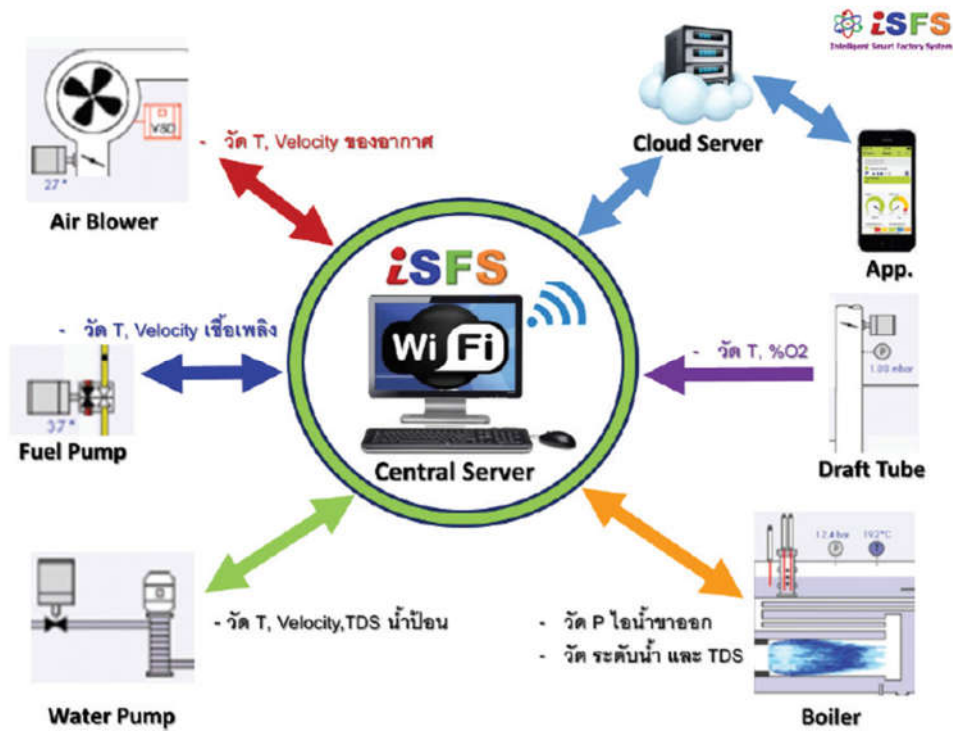 iSFS
Intelligent Smart Factory System
VSD
27°
Air Blower
- วัด T, Velocity ของอากาศ
Cloud Server
App.
iSFS
Wi Fi
Central Server
- วัด T, Velocity เชื้อเพลิง
37°
Fuel Pump
- วัด T, %O2
P
1.00 mbar
Draft Tube
Water Pump
- วัด T, Velocity,TDS น้ำป้อน
- วัด P ไอน้ำขาออก
- วัด ระดับน้ำ และ TDS
12.4 bar
192°C
P
T
Boiler